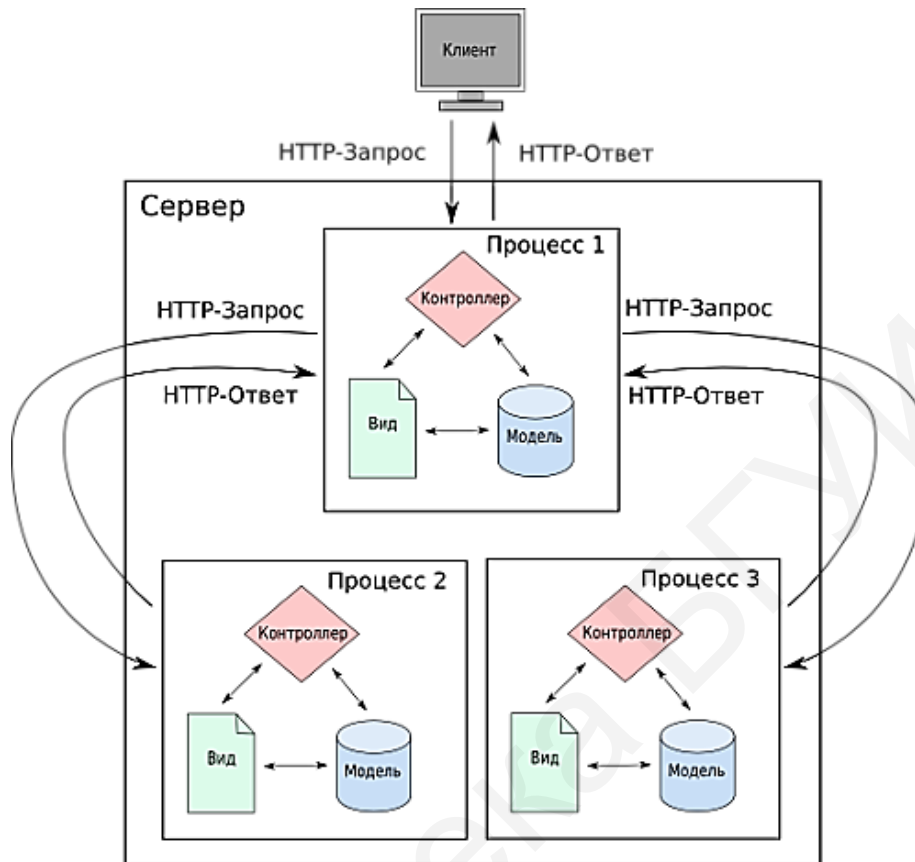 Клиент
HTTP-Запрос
HTTP-Ответ
Сервер
Процесс 1
Контроллер
HTTP-Запрос
HTTP-Запрос
HTTP-Ответ
HTTP-Ответ
Вид
Модель
Процесс 2
Процесс 3
Контроллер
Контроллер
Вид
Модель
Вид
Модель